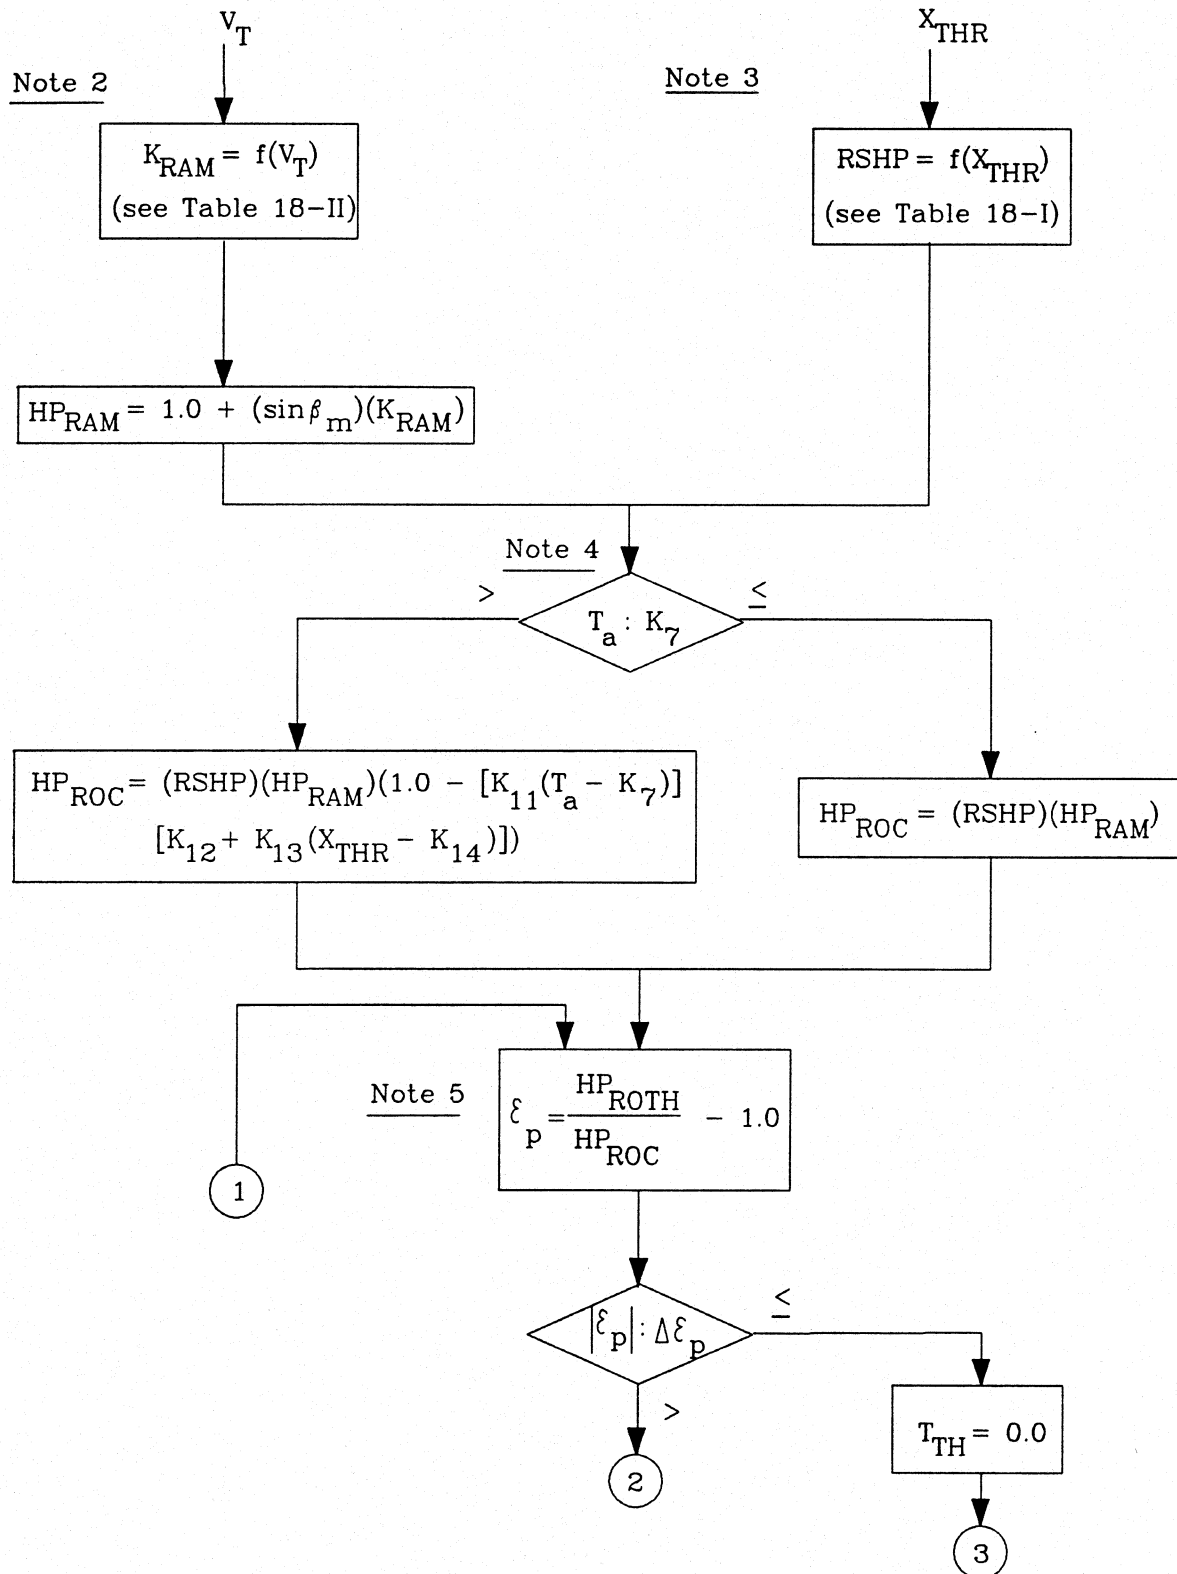 V_T
X_THR
Note 2
Note 3
K_RAM = f(V_T)
(see Table 18-II)
RSHP = f(X_THR)
(see Table 18-I)
HP_RAM = 1.0 + (sinβ_m)(K_RAM)
Note 4
>
≤
T_a : K_7
HP_ROC = (RSHP)(HP_RAM)(1.0 - [K_11(T_a - K_7)]
[K_12 + K_13(X_THR - K_14)])
HP_ROC = (RSHP)(HP_RAM)
Note 5
ε_p = HP_ROTH / HP_ROC - 1.0
1
|ε_p| : Δε_p
≤
>
T_TH = 0.0
2
3